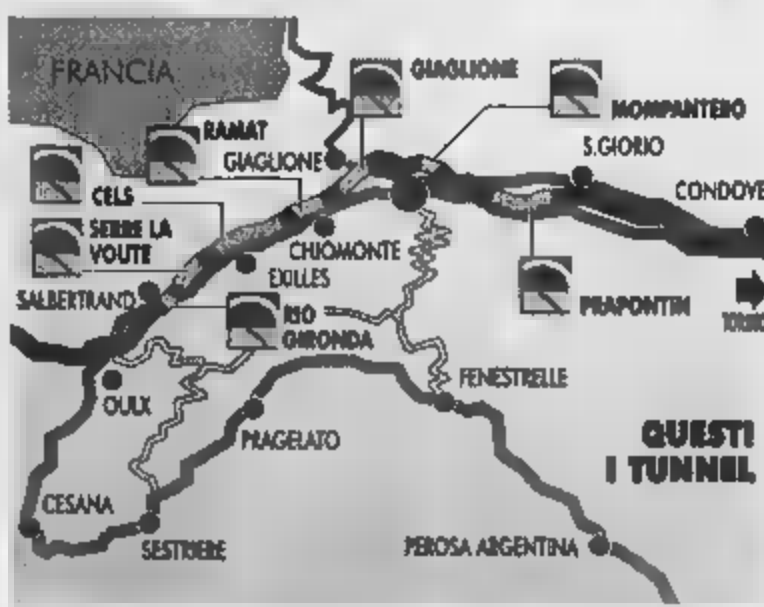 FRANCIA
GIAGLIONE
MOMPANTERO
RAMAT
GIAGLIONE
S.GIORIO
CELS
CONDOVE
SERRE LA
VOUTE
CHIOMONTE
EXILLES
SALBERTRAND
RIO
GIRONDA
PRAPONTIN
TORINO
OULX
FENESTRELLE
PRAGELATO
QUESTI
I TUNNEL
CESANA
SESTRIERE
PEROSA ARGENTINA